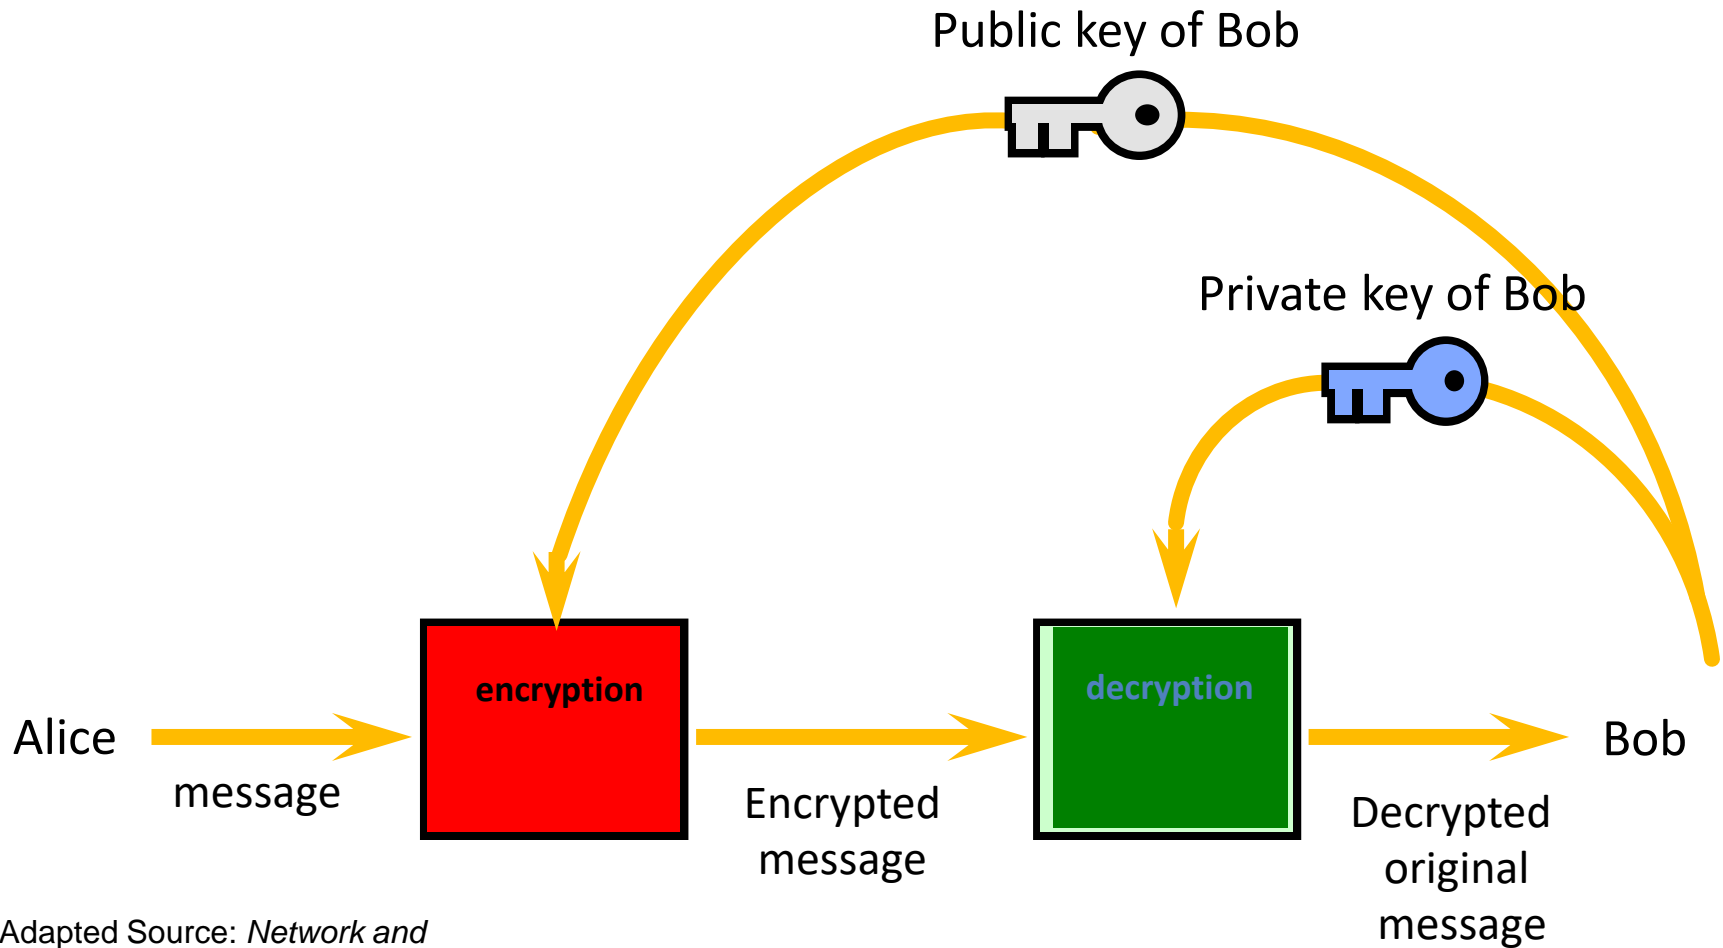 Public key of Bob
Private key of Bob
encryption
decryption
Alice
Bob
message
Encrypted
message
Decrypted
original
message
Adapted Source: Network and